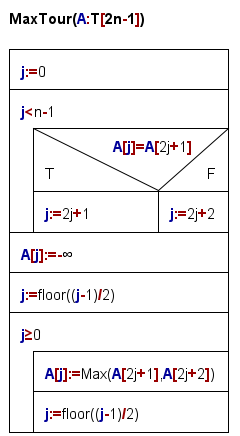 MaxTour(A:T[2n-1])
j:=0
j<n-1
A[j]=A[2j+1]
T F
j:=2j+1 j:=2j+2
A[j]:=-∞
j:=floor((j-1)/2)
j≥0
A[j]:=Max(A[2j+1],A[2j+2])
j:=floor((j-1)/2)